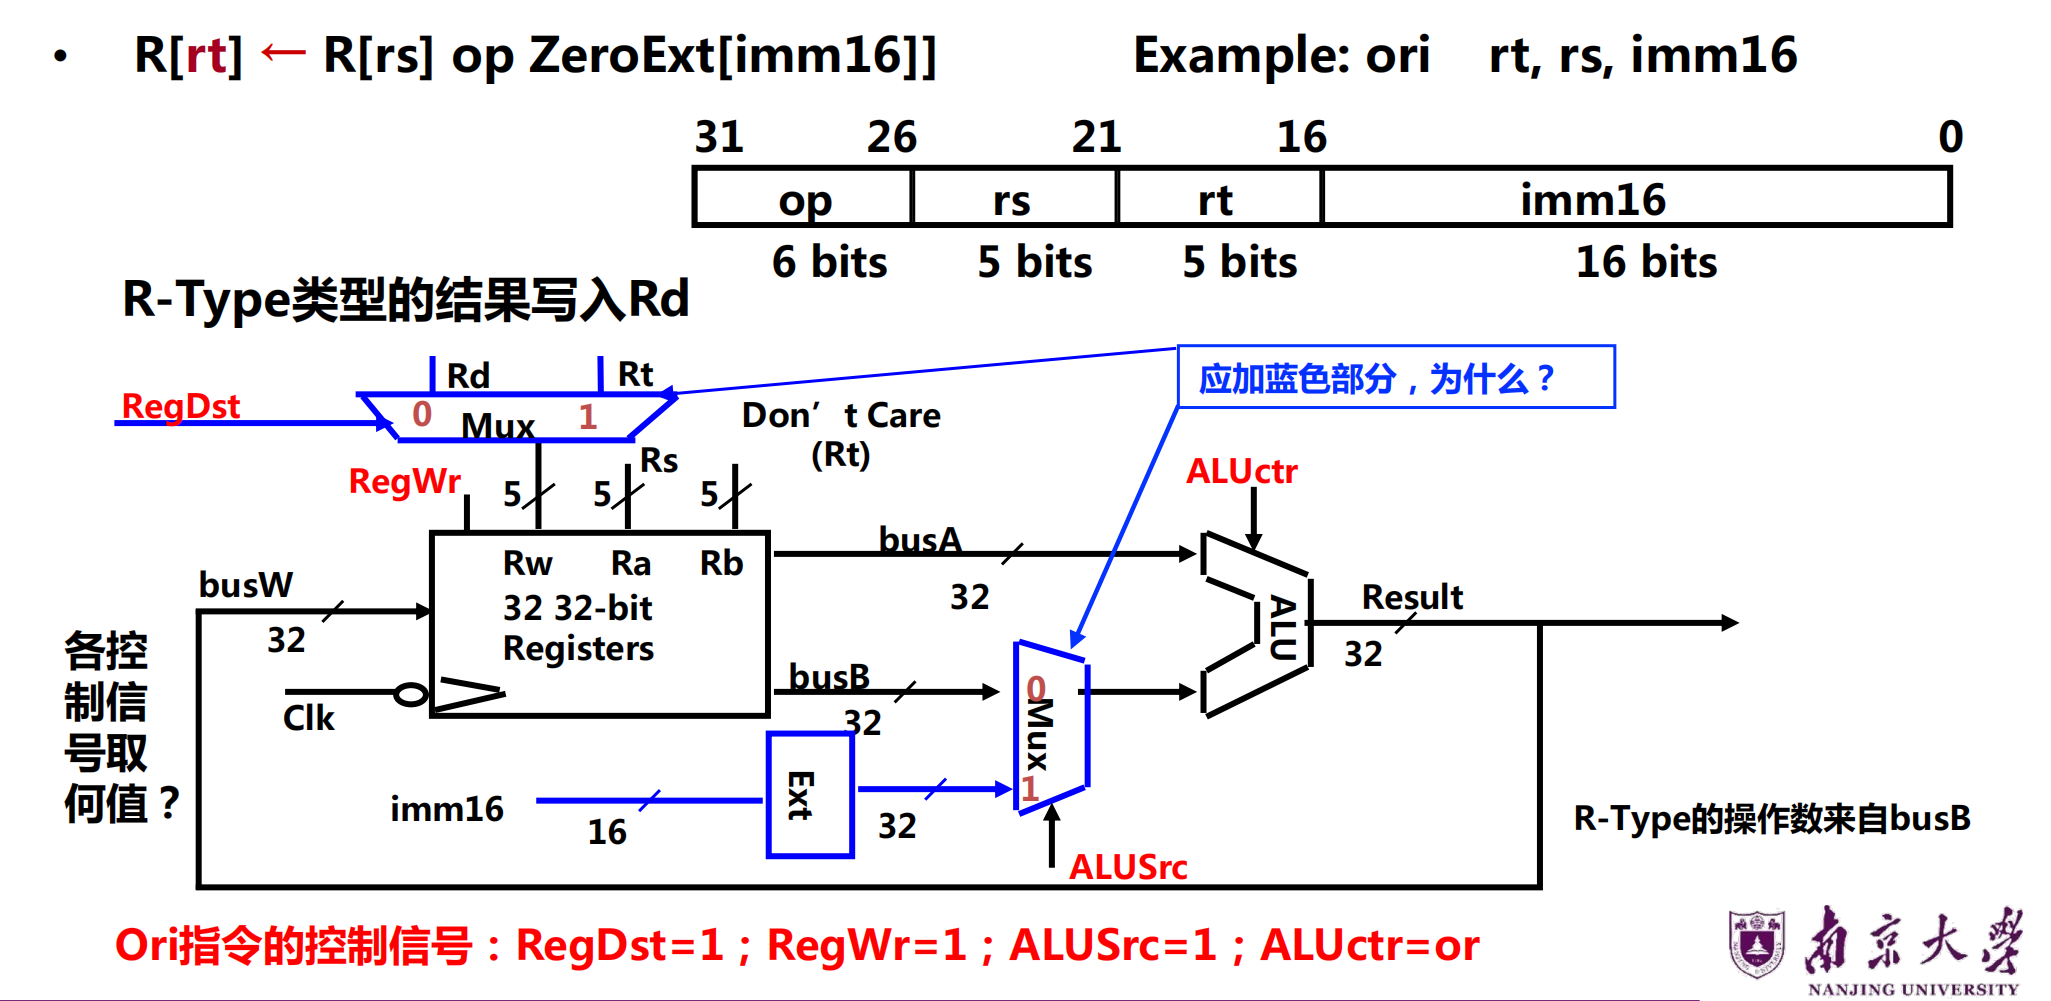 • R[rt] ← R[rs] op ZeroExt[imm16]] Example: ori rt, rs, imm16
31 26 21 16 0
op rs rt imm16
6 bits 5 bits 5 bits 16 bits
R-Type类型的结果写入Rd
应加蓝色部分，为什么？
Rd Rt
RegDst
0 Mux 1
Don’t Care
(Rt)
Rs
RegWr
5 5 5
ALUctr
busA
Rw Ra Rb
32 32-bit
Registers
busW
32
32
ALU
Result
32
各控
制信
号取
何值？
Clk
busB
32
0
Mux
1
imm16
16
Ext
32
ALUSrc
R-Type的操作数来自busB
Ori指令的控制信号：RegDst=1；RegWr=1；ALUSrc=1；ALUctr=or
南京大学
NANJING UNIVERSITY